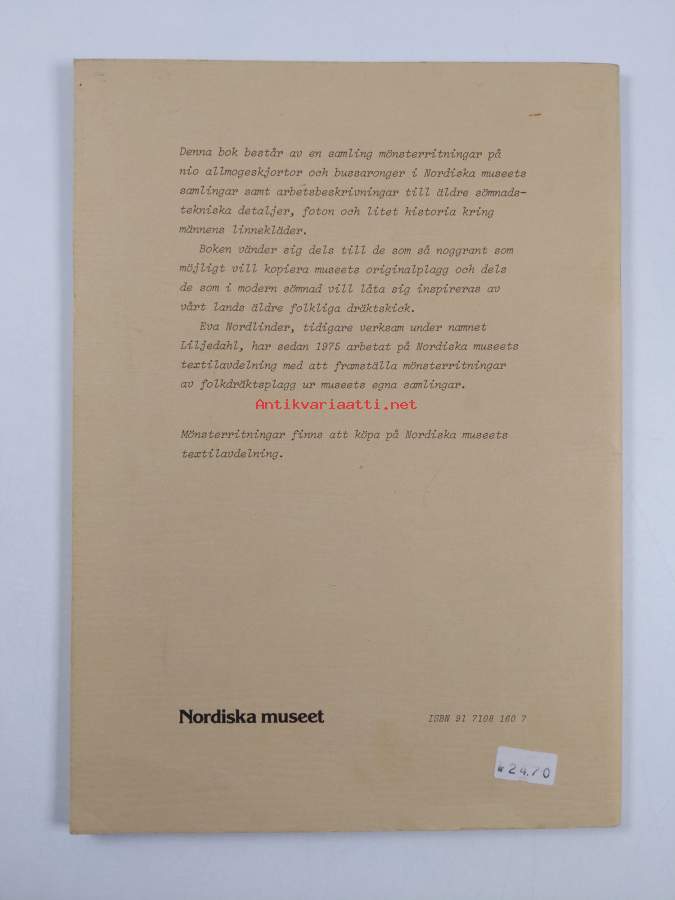 Denna bok består av en samling mönsterritningar på
nio allmogeskjortor och bussaronger i Nordiska museets
samlingar samt arbetsbeskrivningar till äldre sömnads-
tekniska detaljer, foton och litet historia kring
männens linnekläder.
Boken vänder sig dels till de som så noggrant som
möjligt vill kopiera museets originalplagg och dels
de som i modern sömnad vill låta sig inspireras av
vårt lands äldre folkliga dräktskick.
Eva Nordlinder, tidigare verksam under namnet
Liljedahl, har sedan 1975 arbetat på Nordiska museets
textilavdelning med att framställa mönsterritningar
av folkdräktsplagg ur museets egna samlingar.
Antikvariaatti.net
Mönsterritningar finns att köpa på Nordiska museets
textilavdelning.
Nordiska museet
ISBN 91 7108 160 7
24.70